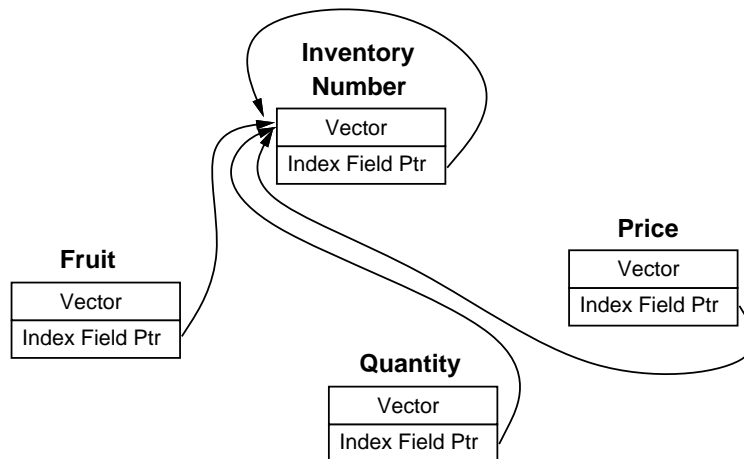 Inventory
Number
Vector
Index Field Ptr
Fruit
Vector
Index Field Ptr
Price
Vector
Index Field Ptr
Quantity
Vector
Index Field Ptr